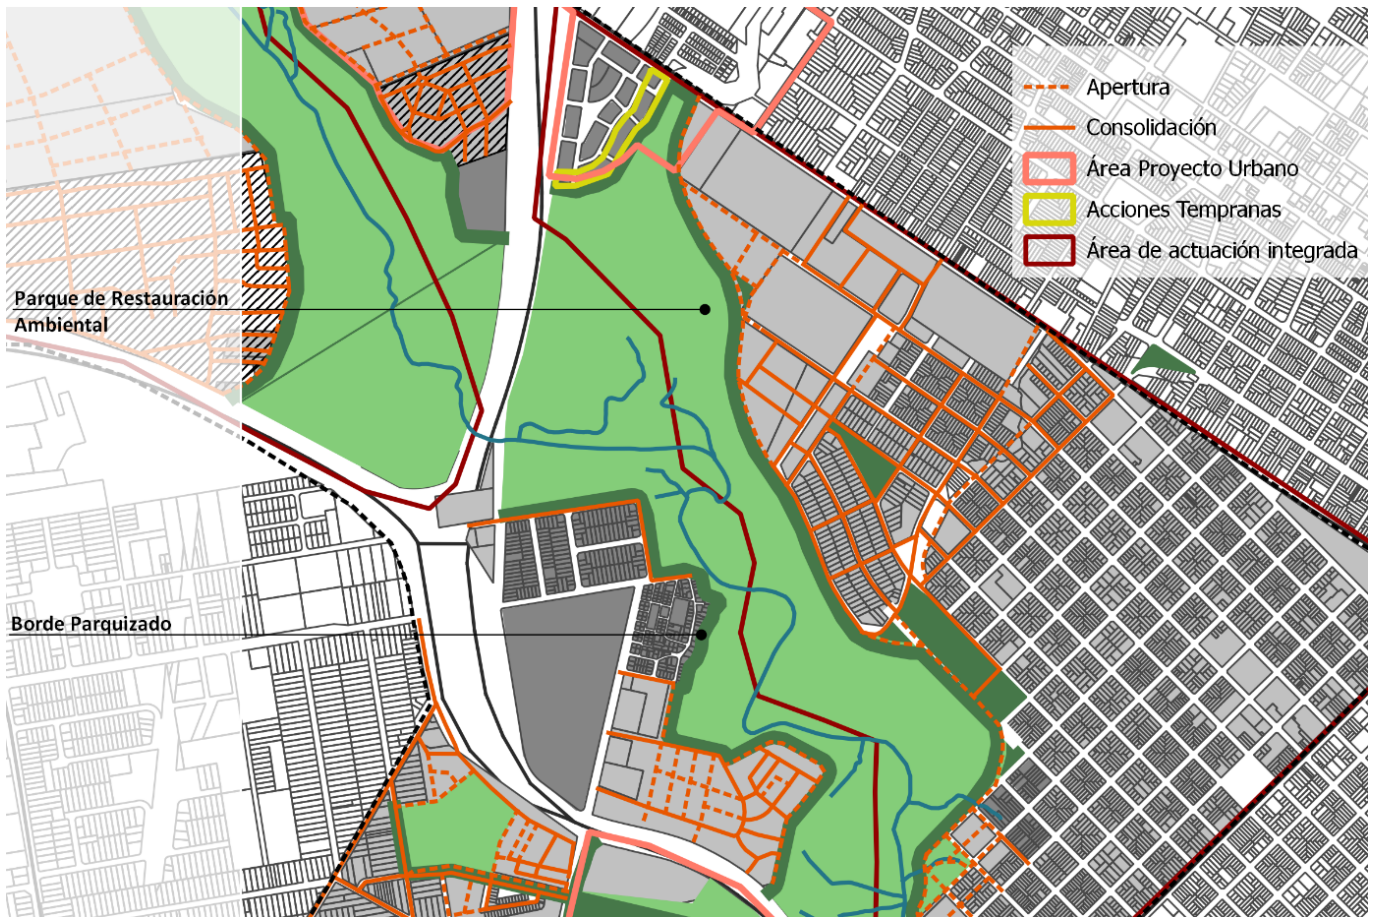 Apertura
Consolidación
Área Proyecto Urbano
Acciones Tempranas
Área de actuación integrada
Parque de Restauración
Ambiental
Borde Parquizado